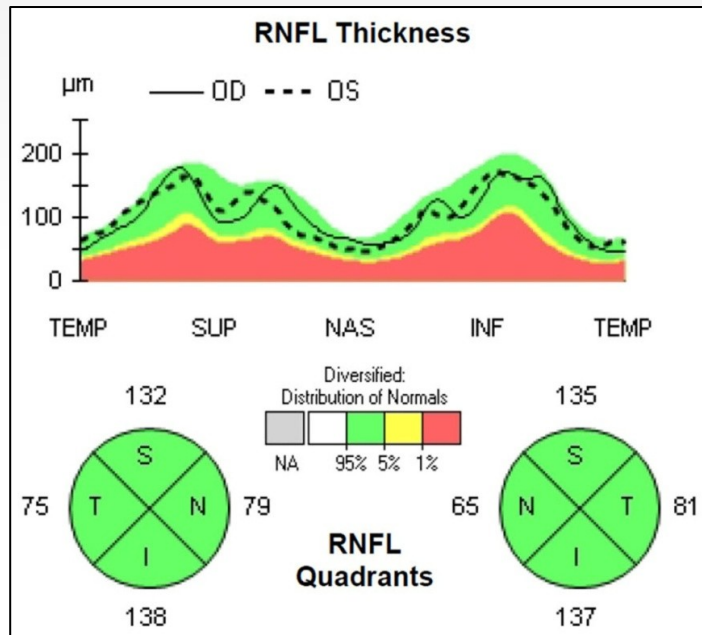 RNFL Thickness
µm OD OS
200
100
0
TEMP SUP NAS INF TEMP
Diversified:
Distribution of Normals
NA 95% 5% 1%
132
S
75 T N 79
I
138
135
S
65 N T 81
I
137
RNFL
Quadrants